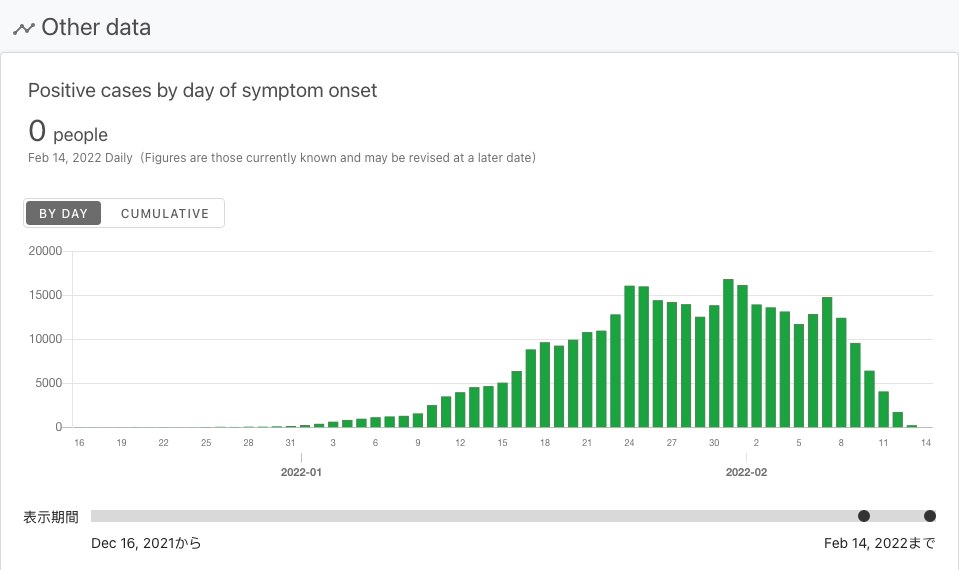 Other data
Positive cases by day of symptom onset
0 people
Feb 14, 2022 Daily (Figures are those currently known and may be revised at a later date)
BY DAY CUMULATIVE
20000
15000
10000
5000
0
16 19 22 25 28 31 3 6 9 12 15 18 21 24 27 30 2 5 8 11 14
2022-01 2022-02
表示期間
Dec 16, 2021から Feb 14, 2022まで